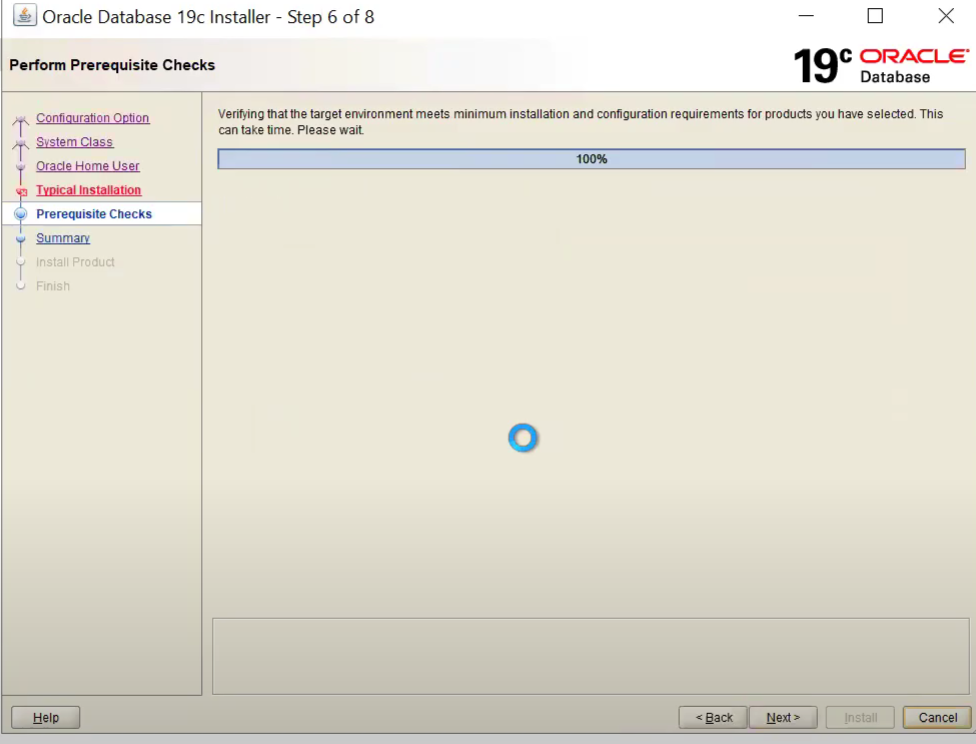 Oracle Database 19c Installer - Step 6 of 8
Perform Prerequisite Checks
19c ORACLE
Database
Configuration Option
System Class
Oracle Home User
Typical Installation
Prerequisite Checks
Summary
Install Product
Finish
Verifying that the target environment meets minimum installation and configuration requirements for products you have selected. This
can take time. Please wait.
100%
Help
< Back
Next >
Install
Cancel